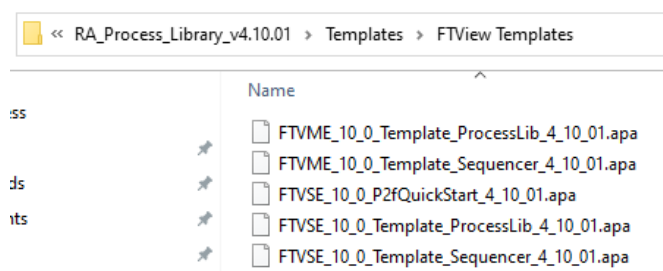 « RA_Process_Library_v4.10.01 > Templates > FTView Templates
Name
ess
FTVME_10_0_Template_ProcessLib_4_10_01.apa
FTVME_10_0_Template_Sequencer_4_10_01.apa
ds
FTVSE_10_0_P2fQuickStart_4_10_01.apa
nts
FTVSE_10_0_Template_ProcessLib_4_10_01.apa
FTVSE_10_0_Template_Sequencer_4_10_01.apa